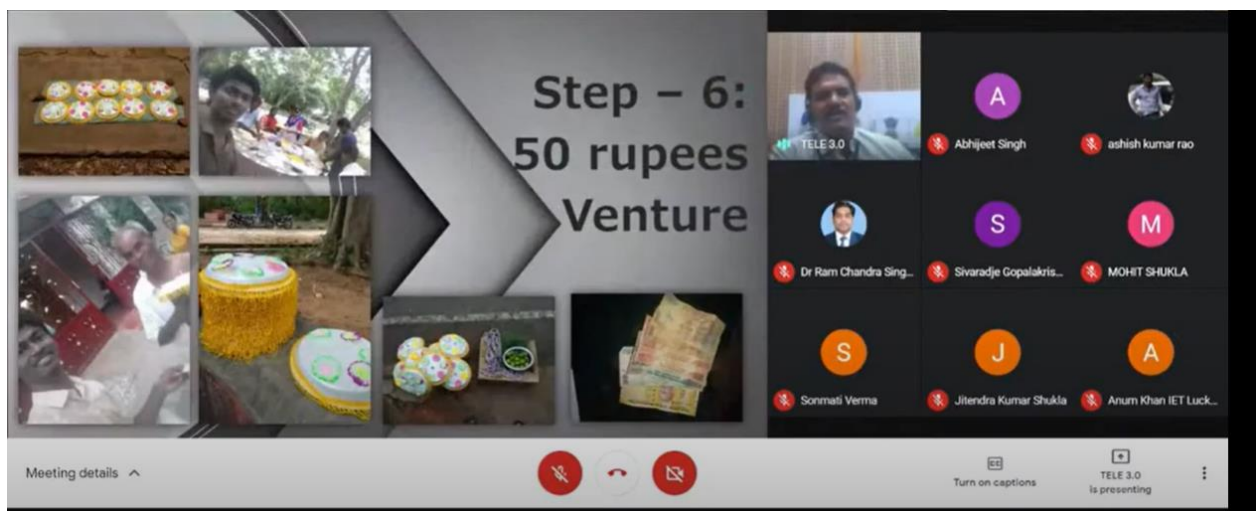 Step – 6:
50 rupees
Venture
TELE 3.0
Abhijeet Singh
ashish kumar rao
Dr Ram Chandra Sing...
Sivaradje Gopalakris...
MOHIT SHUKLA
Sonmati Verma
Jitendra Kumar Shukla
Anum Khan IET Luck...
A
S
M
S
J
A
Meeting details
CC
Turn on captions
TELE 3.0
is presenting